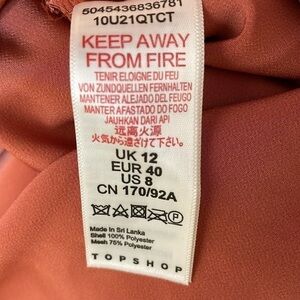 5045436836781
10U21QTCT
KEEP AWAY
FROM FIRE
TENIR ELOIGNE DU FEU
VON ZUNDQUELLEN FERNHALTEN
MANTENER ALEJADO DEL FUEGO
MANTER AFASTADO DO FOGO
JAUHKAN DARI API
远离火源
火気から遠ざけて下さい。
UK 12
EUR 40
US 8
CN 170/92A
P
Made In Sri Lanka
Shell 100% Polyester
Mesh 75% Polyester
TOPSHOP